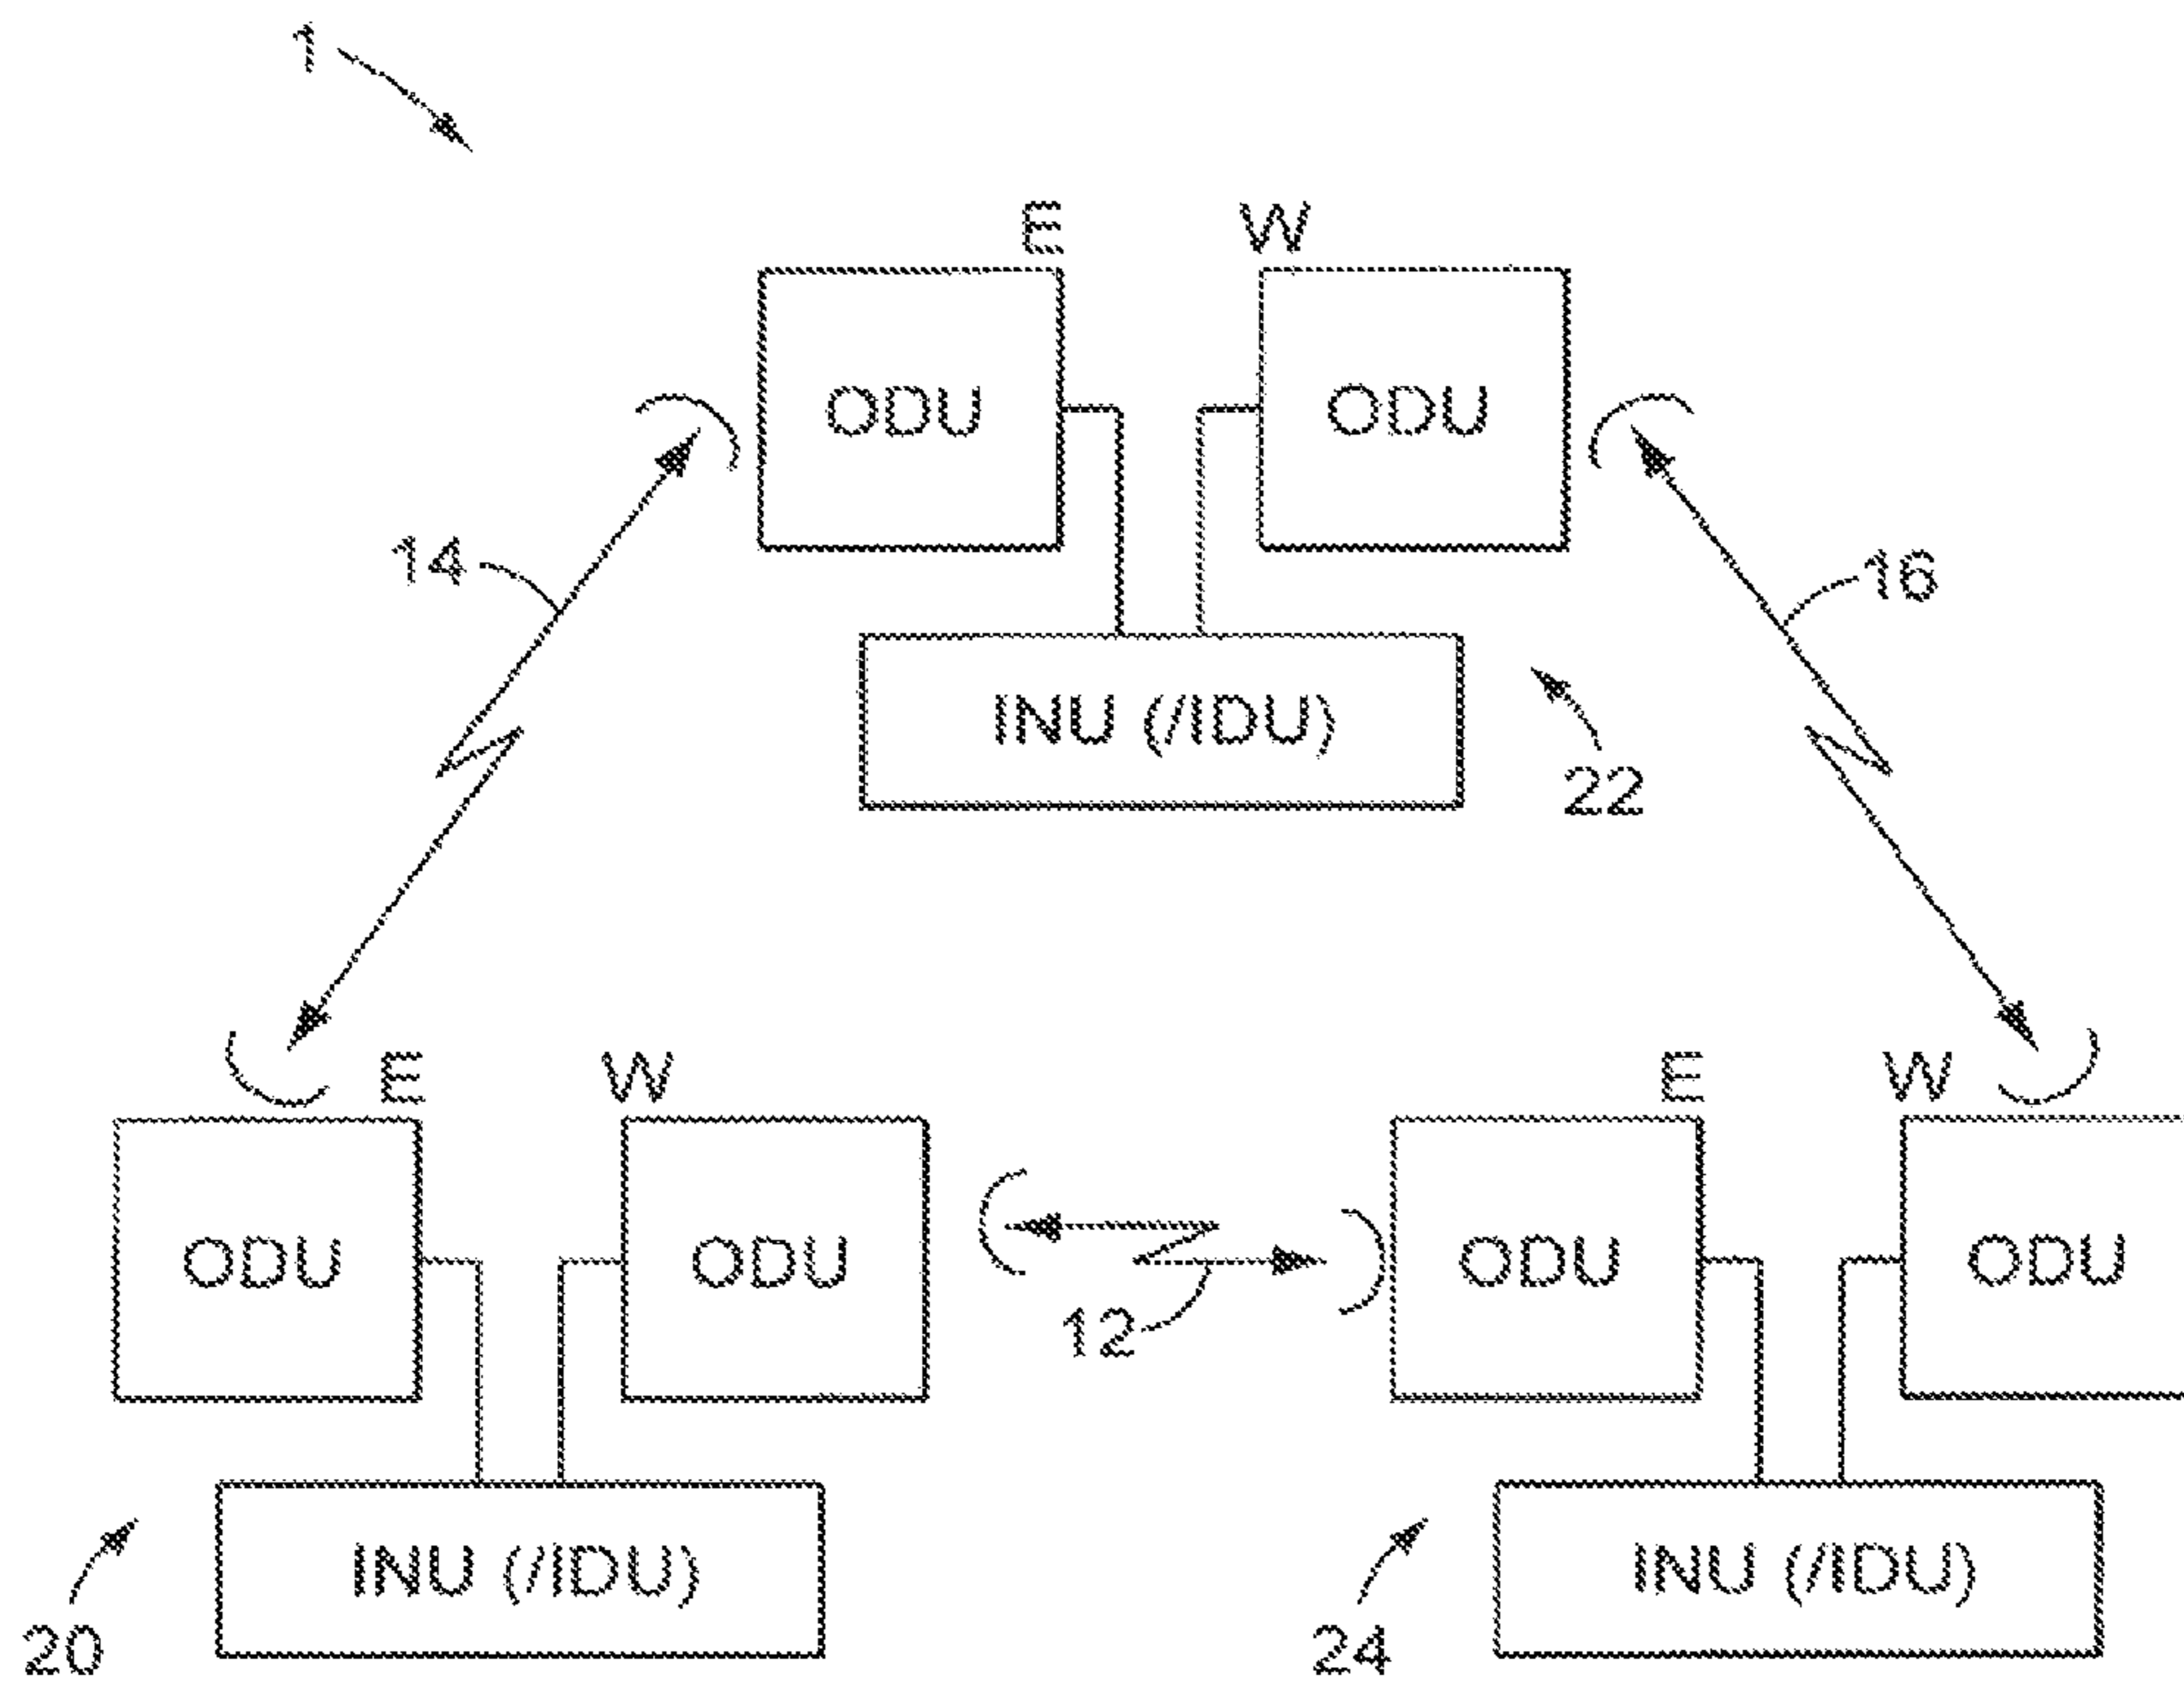 1
E W
ODU ODU
14
16
INU (/IDU)
22
E W E W
ODU ODU ODU ODU
12
INU (/IDU) INU (/IDU)
20 24